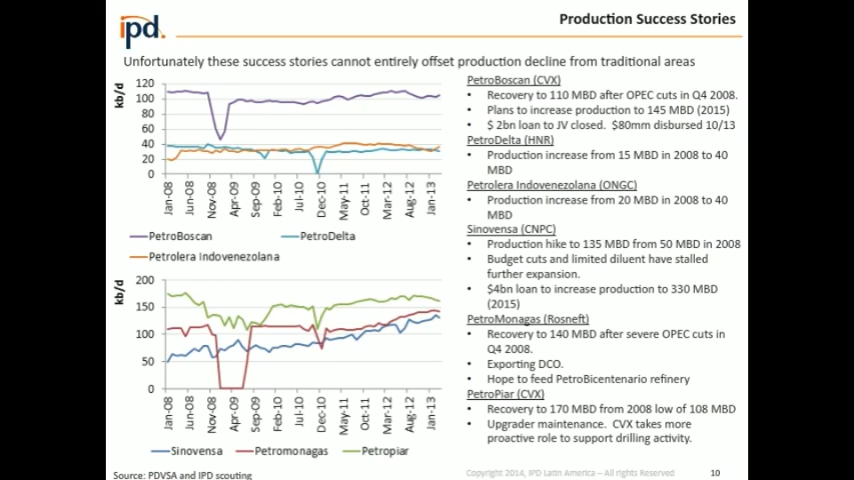 ipd.
Production Success Stories
Unfortunately these success stories cannot entirely offset production decline from traditional areas
kb/d
120
100
80
60
40
20
0
Jan-08
Jun-08
Nov-08
Apr-09
Sep-09
Feb-10
Jul-10
Dec-10
May-11
Oct-11
Mar-12
Aug-12
Jan-13
PetroBoscan
PetroDelta
Petrolera Indovenezolana
kb/d
200
150
100
50
0
Jan-08
Jun-08
Nov-08
Apr-09
Sep-09
Feb-10
Jul-10
Dec-10
May-11
Oct-11
Mar-12
Aug-12
Jan-13
Sinovensa
Petromonagas
Petropiar
PetroBoscan (CVX)
• Recovery to 110 MBD after OPEC cuts in Q4 2008.
• Plans to increase production to 145 MBD (2015)
• $ 2bn loan to JV closed. $80mm disbursed 10/13
PetroDelta (HNR)
• Production increase from 15 MBD in 2008 to 40
MBD
Petrolera Indovenezolana (ONGC)
• Production increase from 20 MBD in 2008 to 40
MBD
Sinovensa (CNPC)
• Production hike to 135 MBD from 50 MBD in 2008
• Budget cuts and limited diluent have stalled
further expansion.
• $4bn loan to increase production to 330 MBD
(2015)
PetroMonagas (Rosneft)
• Recovery to 140 MBD after severe OPEC cuts in
Q4 2008.
• Exporting DCO.
• Hope to feed PetroBicentenario refinery
PetroPiar (CVX)
• Recovery to 170 MBD from 2008 low of 108 MBD
• Upgrader maintenance. CVX takes more
proactive role to support drilling activity.
Source: PDVSA and IPD scouting
Copyright 2014, IPD Latin America – All rights Reserved
10